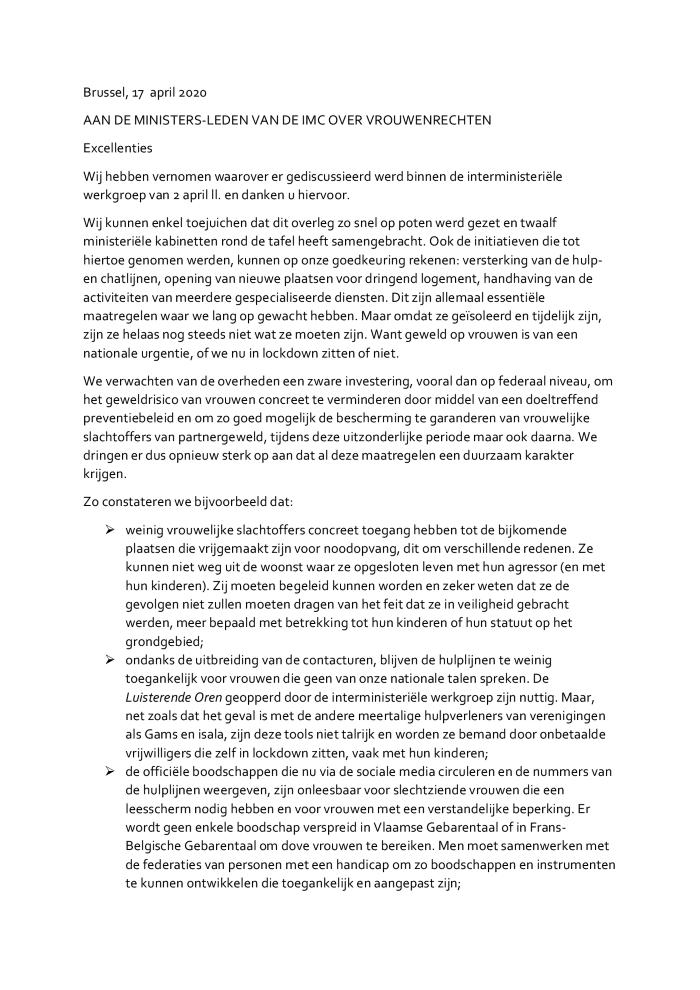 Brussel, 17 april 2020
AAN DE MINISTERS-LEDEN VAN DE IMC OVER VROUWENRECHTEN
Excellenties
Wij hebben vernomen waarover er gediscussieerd werd binnen de interministeriële
werkgroep van 2 april ll. en danken u hiervoor.
Wij kunnen enkel toejuichen dat dit overleg zo snel op poten werd gezet en twaalf
ministeriële kabinetten rond de tafel heeft samengebracht. Ook de initiatieven die tot
hiertoe genomen werden, kunnen op onze goedkeuring rekenen: versterking van de hulp-
en chatlijnen, opening van nieuwe plaatsen voor dringend logement, handhaving van de
activiteiten van meerdere gespecialiseerde diensten. Dit zijn allemaal essentiële
maatregelen waar we lang op gewacht hebben. Maar omdat ze geïsoleerd en tijdelijk zijn,
zijn ze helaas nog steeds niet wat ze moeten zijn. Want geweld op vrouwen is van een
nationale urgentie, of we nu in lockdown zitten of niet.
We verwachten van de overheden een zware investering, vooral dan op federaal niveau, om
het geweldrisico van vrouwen concreet te verminderen door middel van een doeltreffend
preventiebeleid en om zo goed mogelijk de bescherming te garanderen van vrouwelijke
slachtoffers van partnergeweld, tijdens deze uitzonderlijke periode maar ook daarna. We
dringen er dus opnieuw sterk op aan dat al deze maatregelen een duurzaam karakter
krijgen.
Zo constateren we bijvoorbeeld dat:
➢ weinig vrouwelijke slachtoffers concreet toegang hebben tot de bijkomende
plaatsen die vrijgemaakt zijn voor noodopvang, dit om verschillende redenen. Ze
kunnen niet weg uit de woonst waar ze opgesloten leven met hun agressor (en met
hun kinderen). Zij moeten begeleid kunnen worden en zeker weten dat ze de
gevolgen niet zullen moeten dragen van het feit dat ze in veiligheid gebracht
werden, meer bepaald met betrekking tot hun kinderen of hun statuut op het
grondgebied;
➢ ondanks de uitbreiding van de contacturen, blijven de hulplijnen te weinig
toegankelijk voor vrouwen die geen van onze nationale talen spreken. De
Luisterende Oren geopperd door de interministeriële werkgroep zijn nuttig. Maar,
net zoals dat het geval is met de andere meertalige hulpverleners van verenigingen
als Gams en isala, zijn deze tools niet talrijk en worden ze bemand door onbetaalde
vrijwilligers die zelf in lockdown zitten, vaak met hun kinderen;
➢ de officiële boodschappen die nu via de sociale media circuleren en de nummers van
de hulplijnen weergeven, zijn onleesbaar voor slechtziende vrouwen die een
leesscherm nodig hebben en voor vrouwen met een verstandelijke beperking. Er
wordt geen enkele boodschap verspreid in Vlaamse Gebarentaal of in Frans-
Belgische Gebarentaal om dove vrouwen te bereiken. Men moet samenwerken met
de federaties van personen met een handicap om zo boodschappen en instrumenten
te kunnen ontwikkelen die toegankelijk en aangepast zijn;